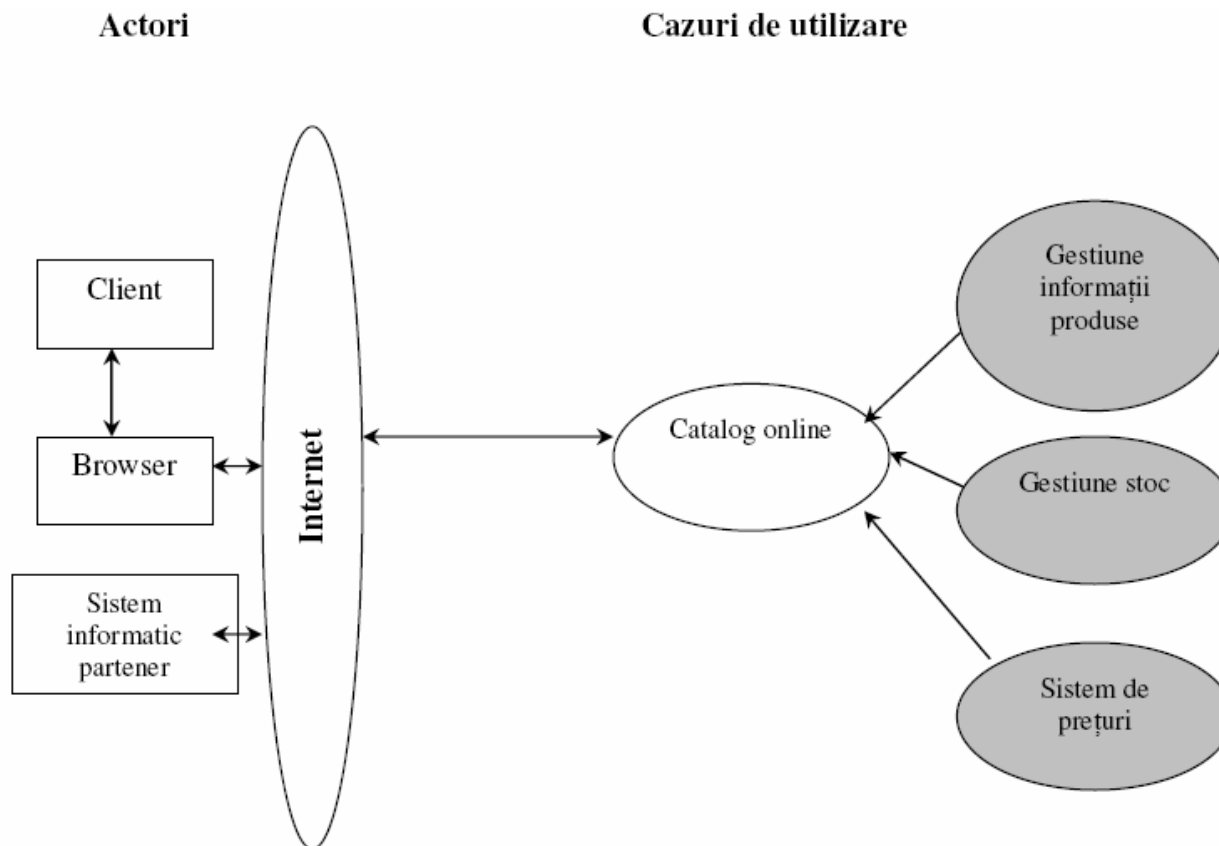 Actori
Cazuri de utilizare
Client
Browser
Sistem
informatic
partener
Internet
Catalog online
Gestiune
informații
produse
Gestiune stoc
Sistem de
prețuri